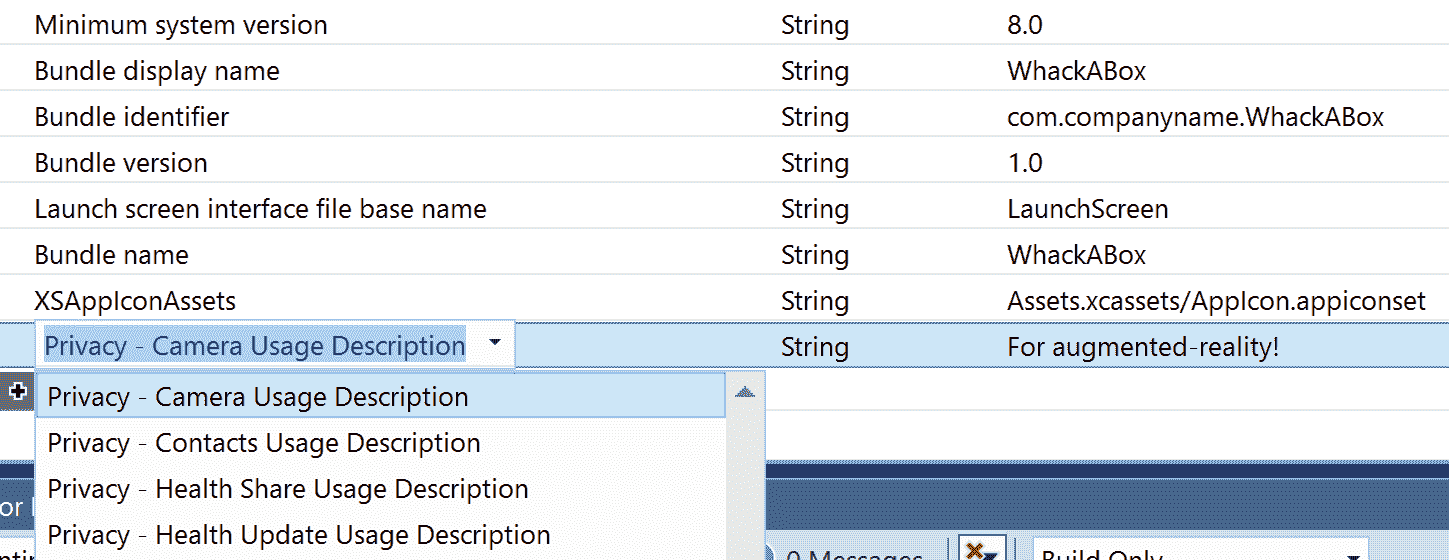 Minimum system version String 8.0
Bundle display name String WhackABox
Bundle identifier String com.companyname.WhackABox
Bundle version String 1.0
Launch screen interface file base name String LaunchScreen
Bundle name String WhackABox
XSAppIconAssets String Assets.xcassets/AppIcon.appiconset
Privacy - Camera Usage Description String For augmented-reality!
Privacy - Camera Usage Description
Privacy - Contacts Usage Description
Privacy - Health Share Usage Description
or
Privacy - Health Update Usage Description
0 Messages Build Only